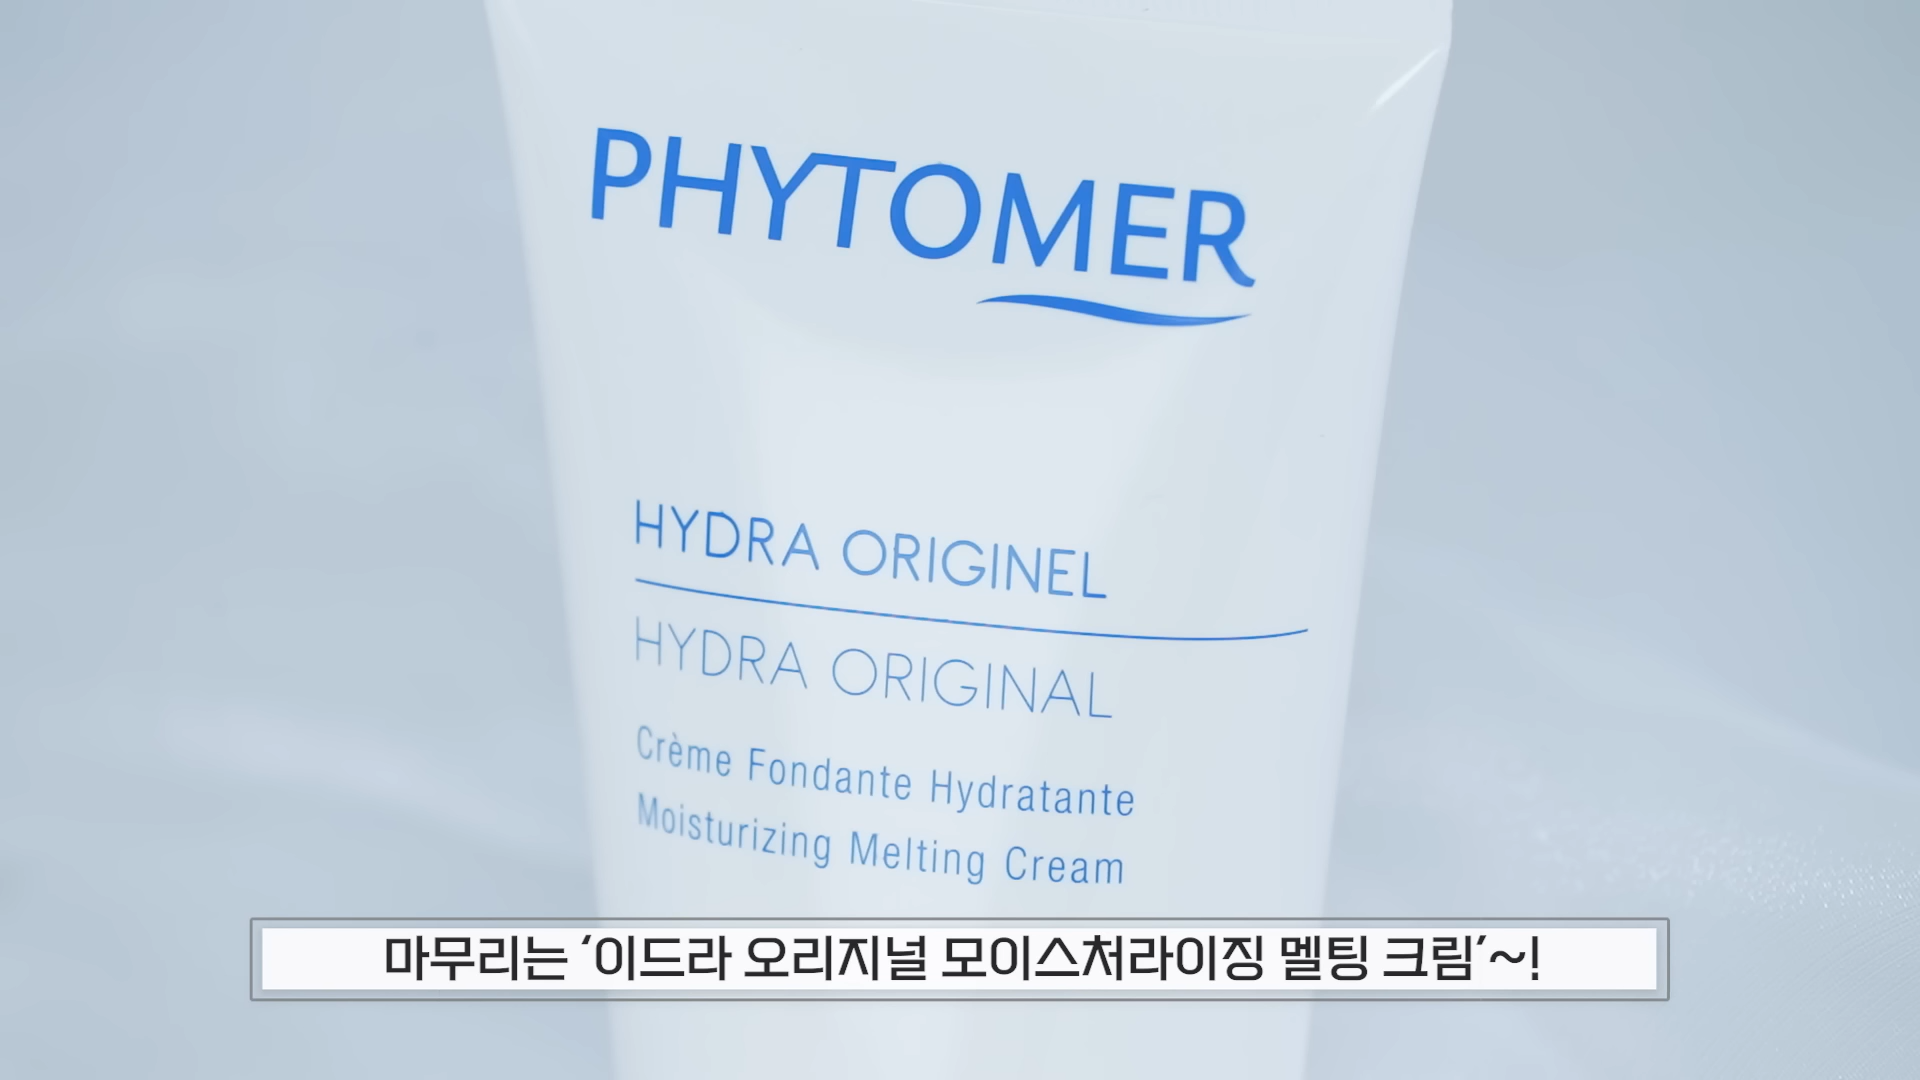 PHYTOMER
HYDRA ORIGINEL
HYDRA ORIGINAL
Crème Fondante Hydratante
Moisturizing Melting Cream
마무리는 ‘이드라 오리지널 모이스처라이징 멜팅 크림’~!